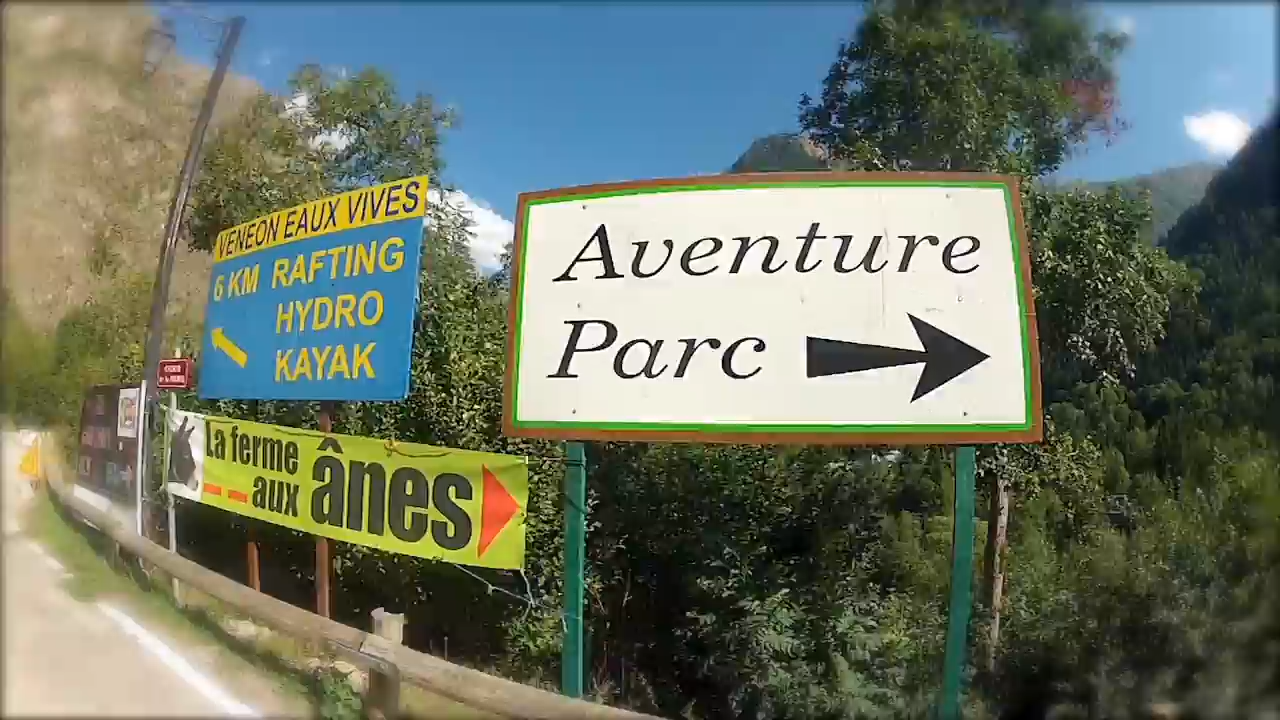 VENEON EAUX VIVES
6 KM RAFTING
HYDRO
KAYAK
La ferme
aux ânes
Aventure
Parc